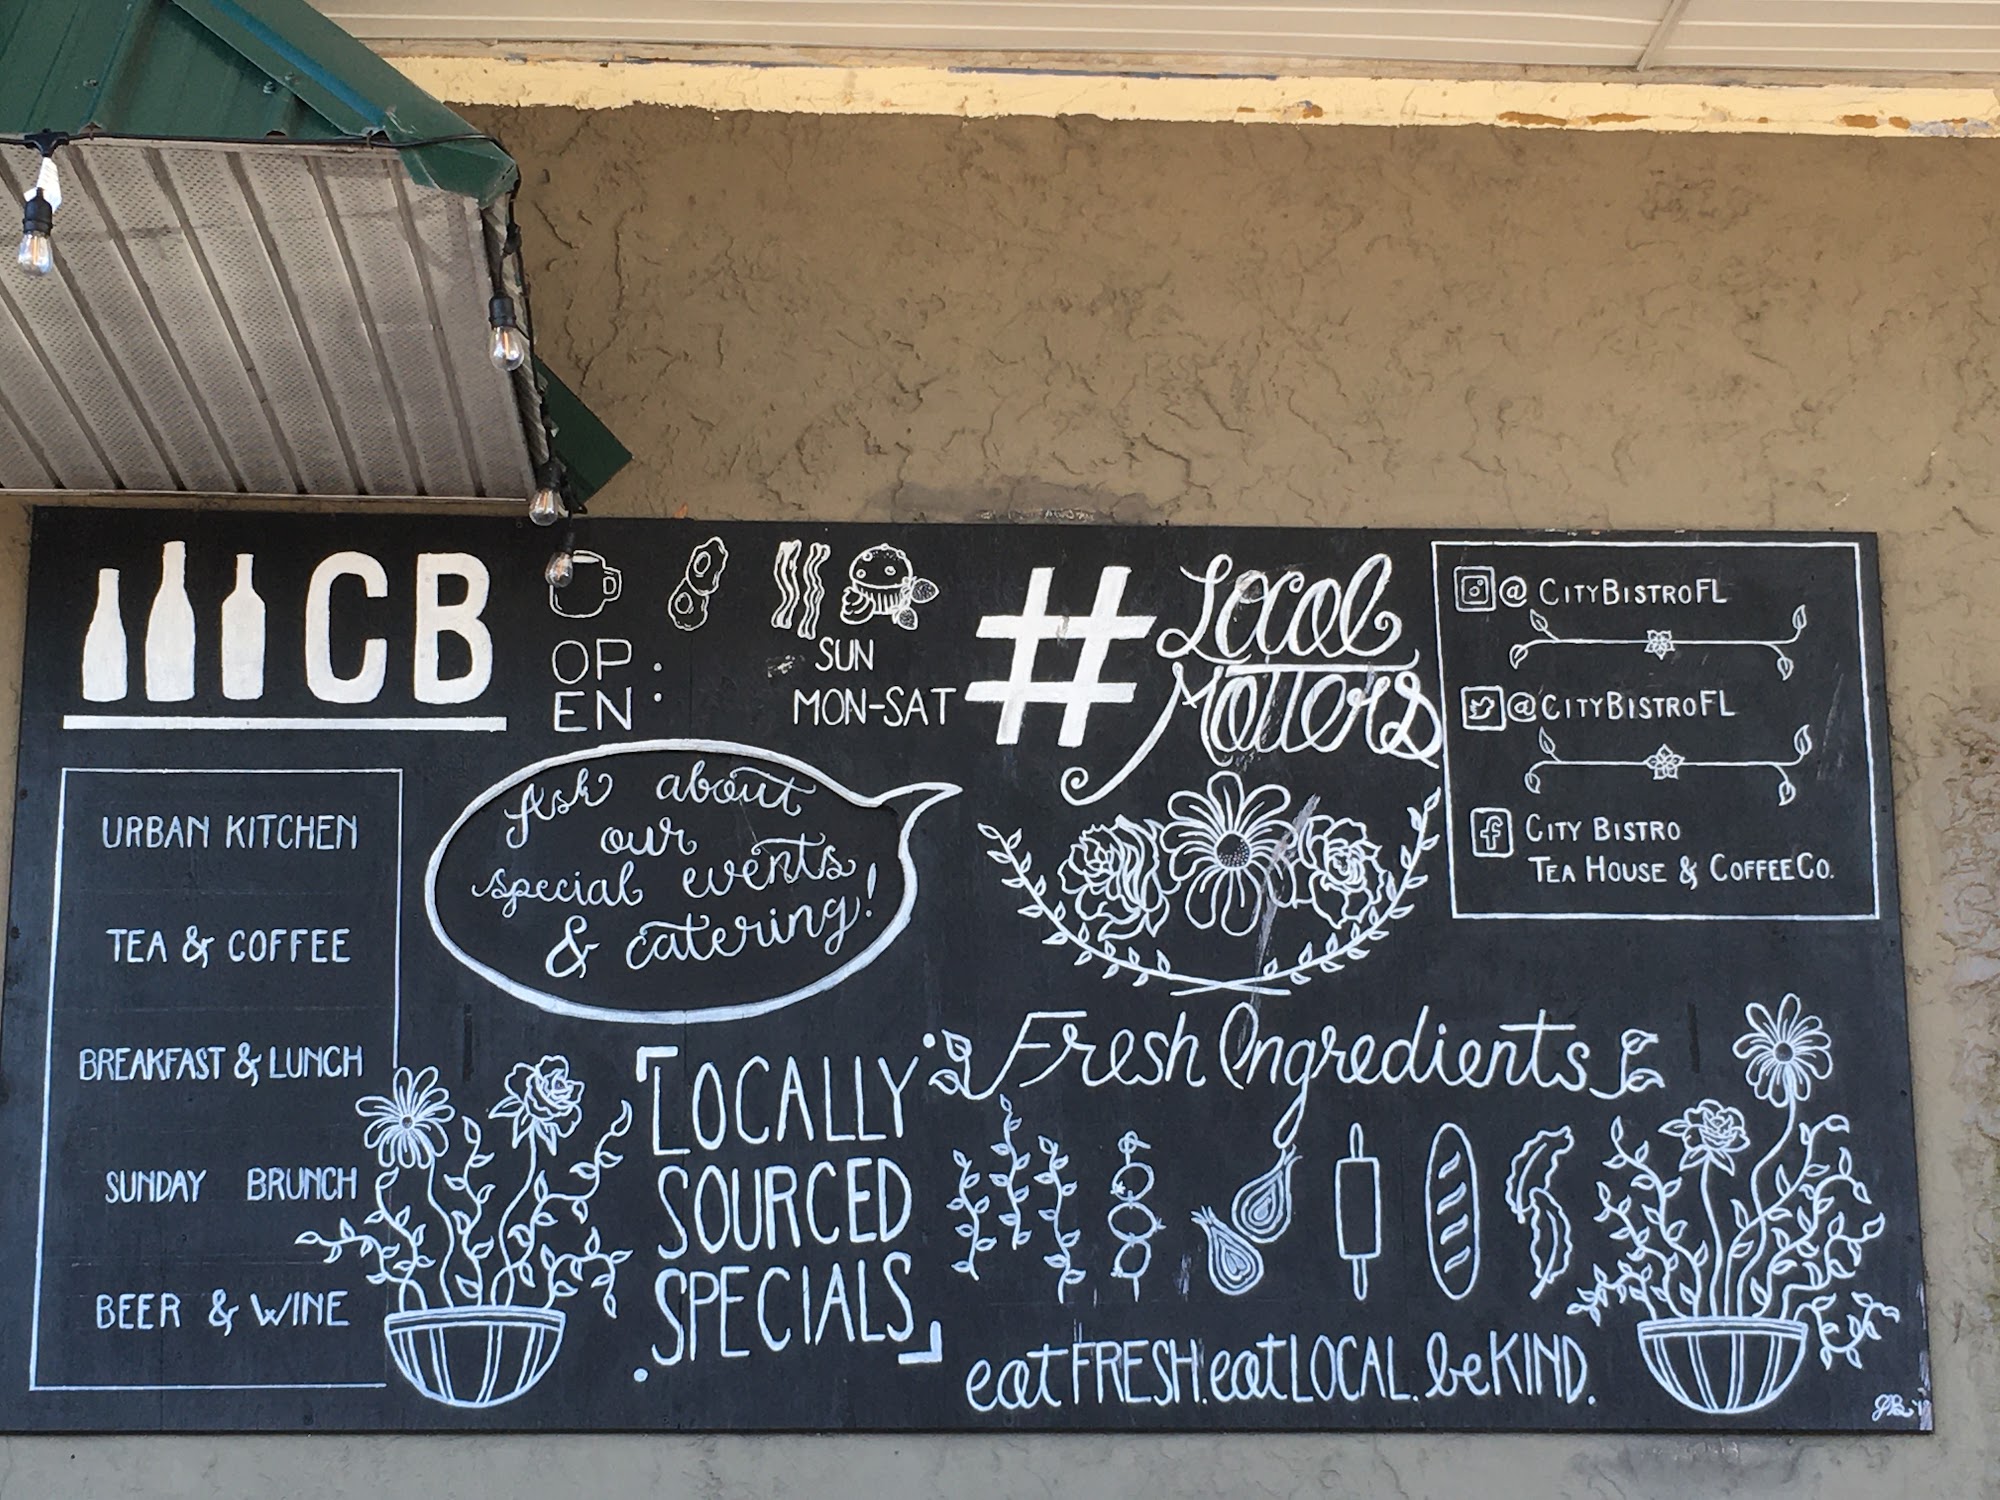 CB
OP
EN:
SUN
MON-SAT
#Local
Matters
@CITYBISTROFL
@CITYBISTROFL
CITY BISTRO
TEA HOUSE & COFFEE CO.
URBAN KITCHEN
TEA & COFFEE
BREAKFAST & LUNCH
SUNDAY BRUNCH
BEER & WINE
Ask about
our
special events
& catering!
LOCALLY
SOURCED
SPECIALS
Fresh Ingredients
eat FRESH. eat LOCAL. be KIND.